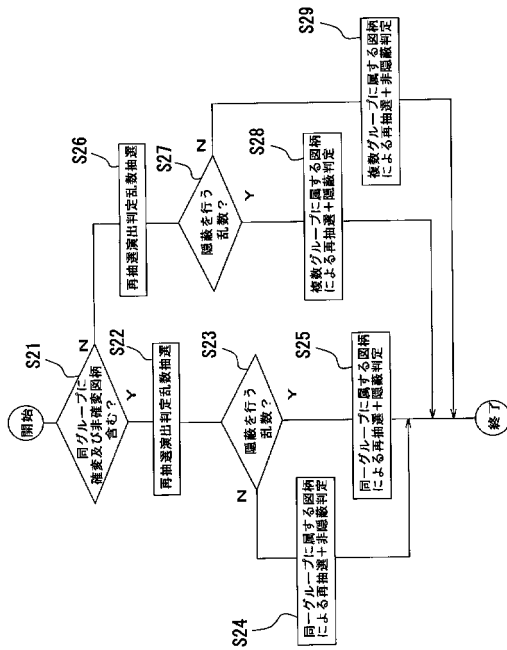 開始
S21
同グループに
確変及び非確変図柄
含む?
N
Y
S22
再抽選演出判定乱数抽選
S23
隠蔽を行う
乱数?
N
Y
S24
同一グループに属する図柄
による再抽選+非隠蔽判定
S25
同一グループに属する図柄
による再抽選+隠蔽判定
S26
再抽選演出判定乱数抽選
S27
隠蔽を行う
乱数?
N
Y
S28
複数グループに属する図柄
による再抽選+隠蔽判定
S29
複数グループに属する図柄
による再抽選+非隠蔽判定
終了